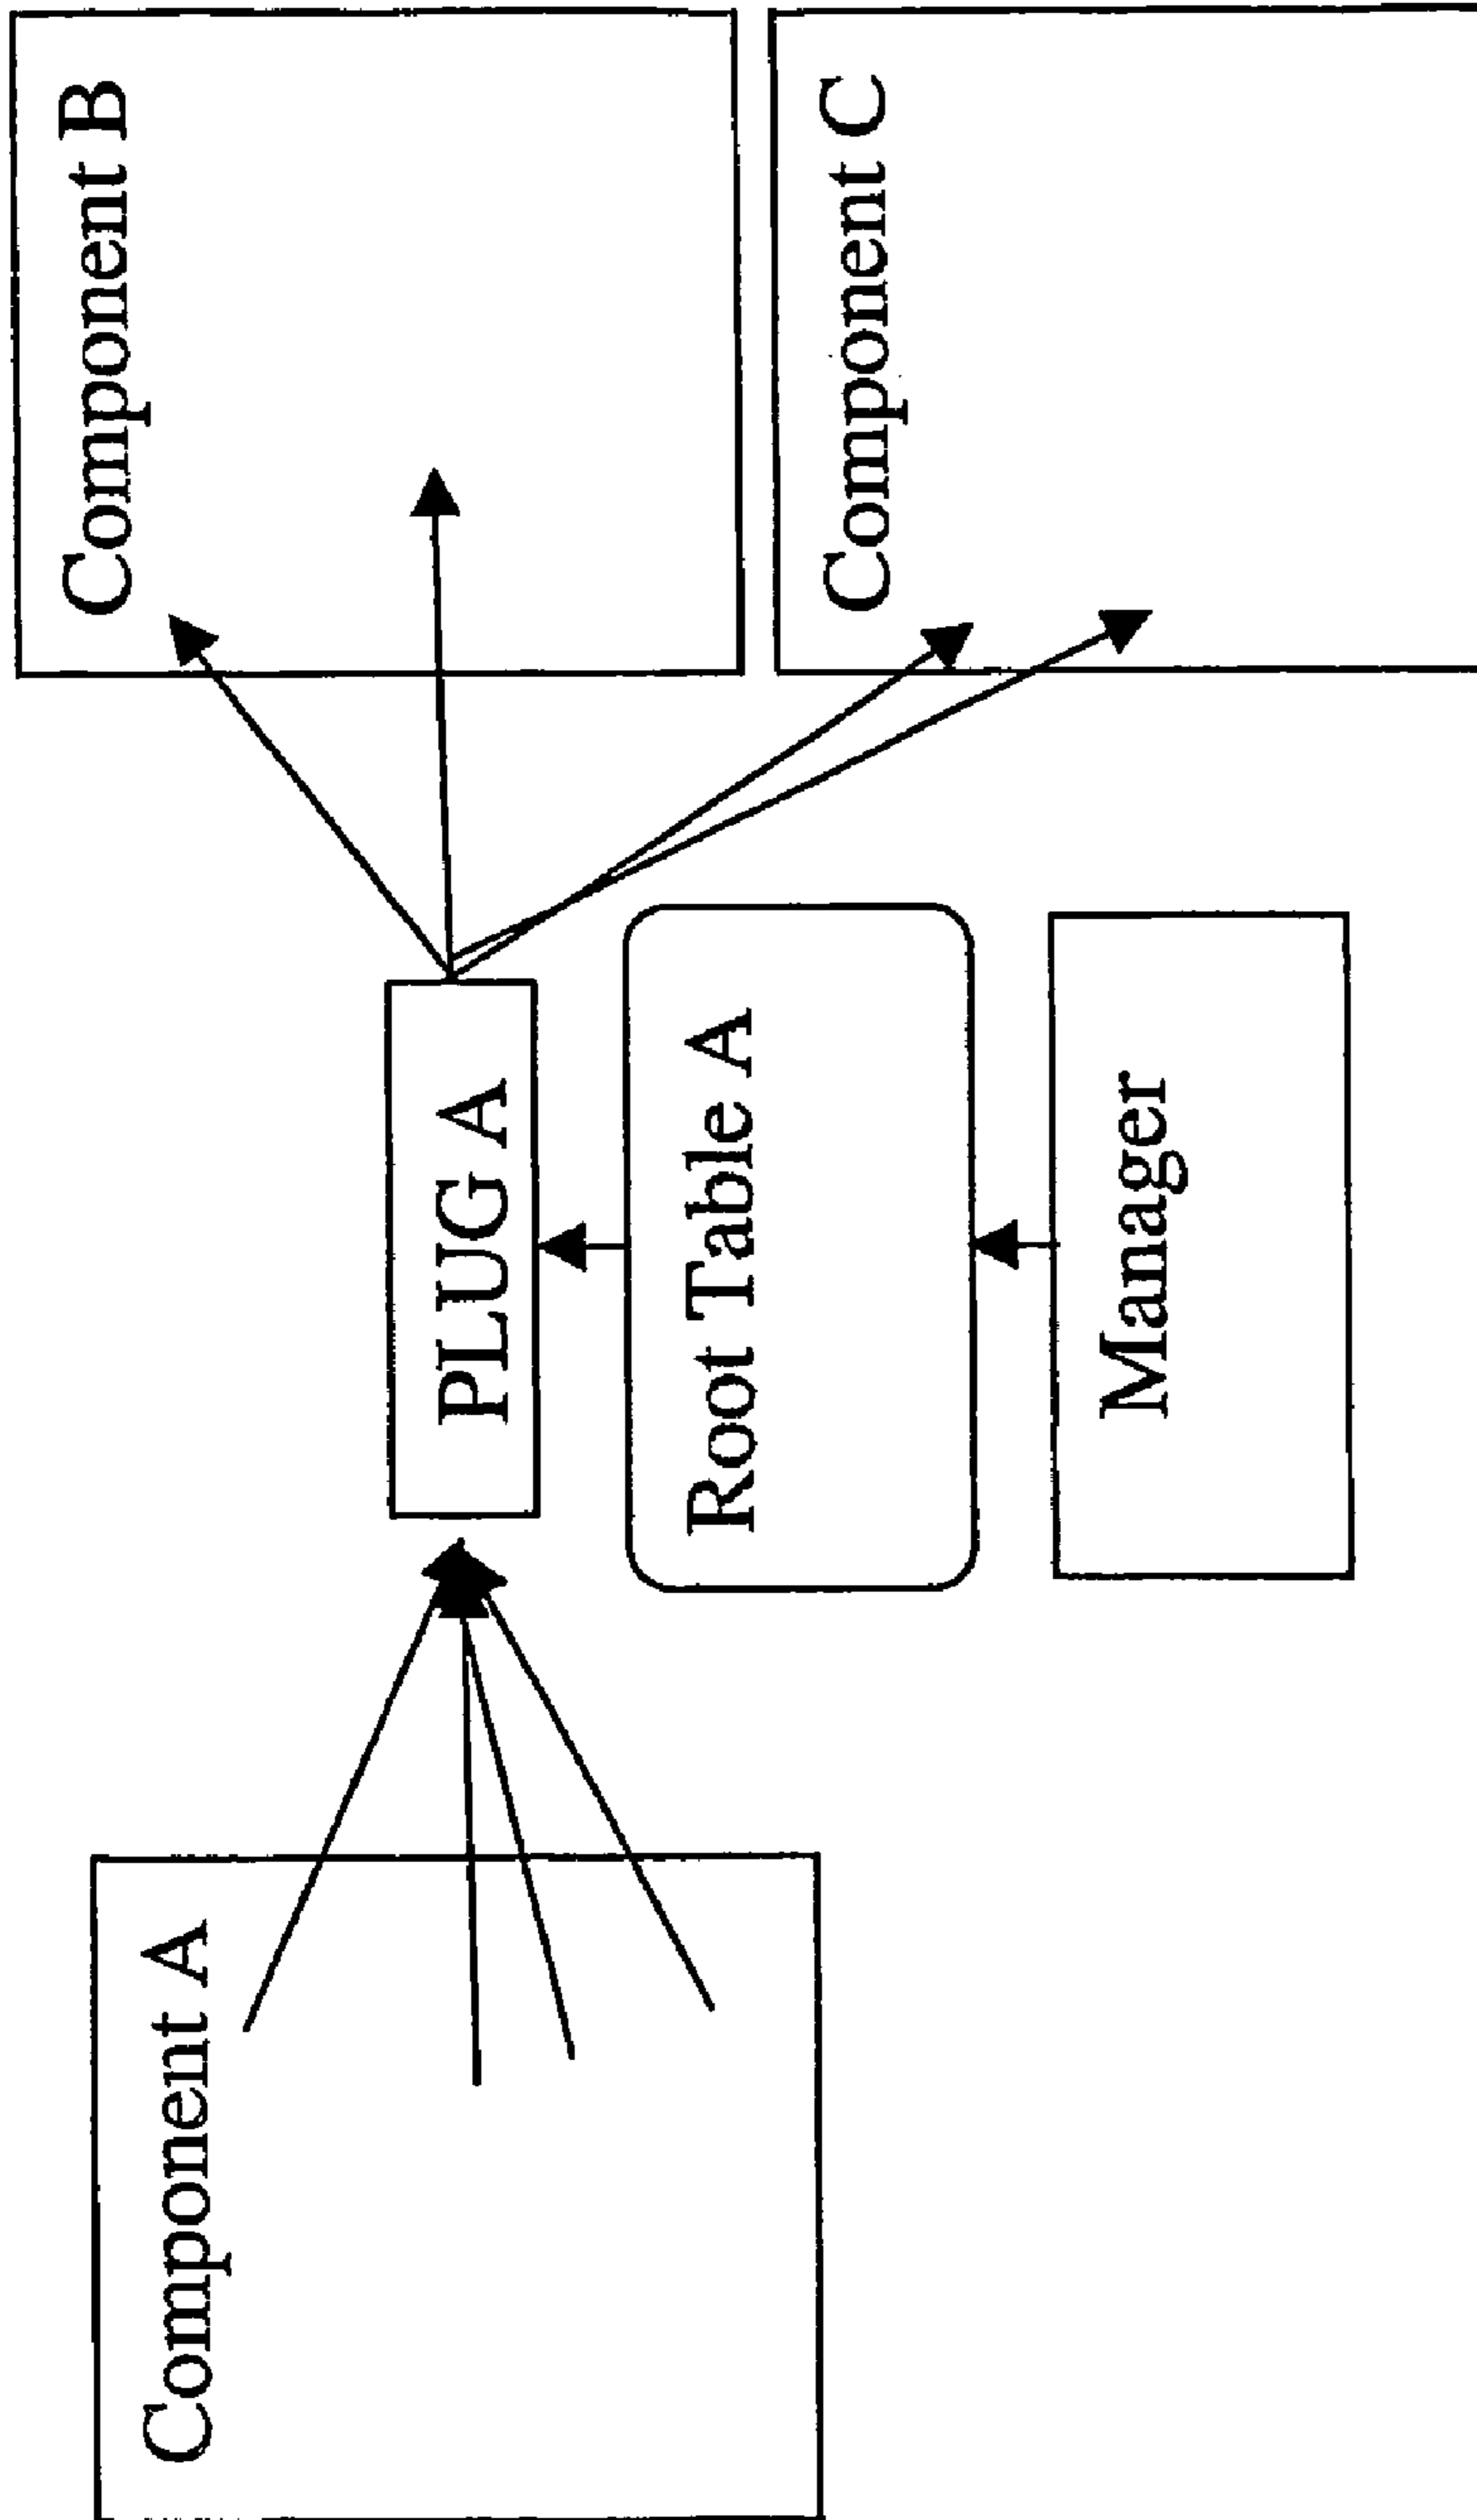 Component A
PLUG A
Root Table A
Manager
Component B
Component C